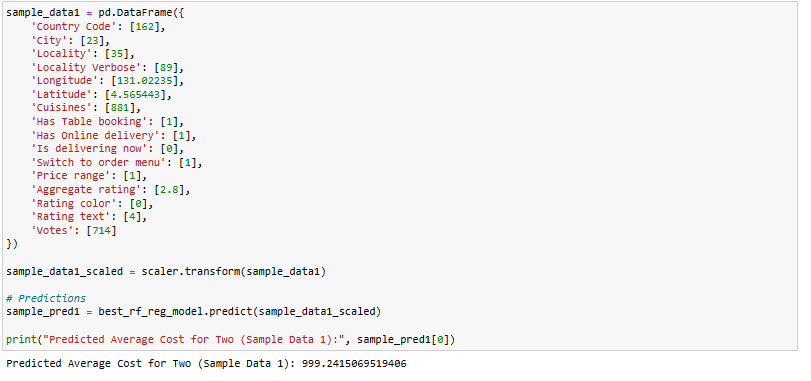 sample_data1 = pd.DataFrame({
    'Country Code': [162],
    'City': [23],
    'Locality': [35],
    'Locality Verbose': [89],
    'Longitude': [131.02235],
    'Latitude': [4.565443],
    'Cuisines': [881],
    'Has Table booking': [1],
    'Has Online delivery': [1],
    'Is delivering now': [0],
    'Switch to order menu': [1],
    'Price range': [1],
    'Aggregate rating': [2.8],
    'Rating color': [0],
    'Rating text': [4],
    'Votes': [714]
})
sample_data1_scaled = scaler.transform(sample_data1)
# Predictions
sample_pred1 = best_rf_reg_model.predict(sample_data1_scaled)
print("Predicted Average Cost for Two (Sample Data 1):", sample_pred1[0])
Predicted Average Cost for Two (Sample Data 1): 999.2415069519406